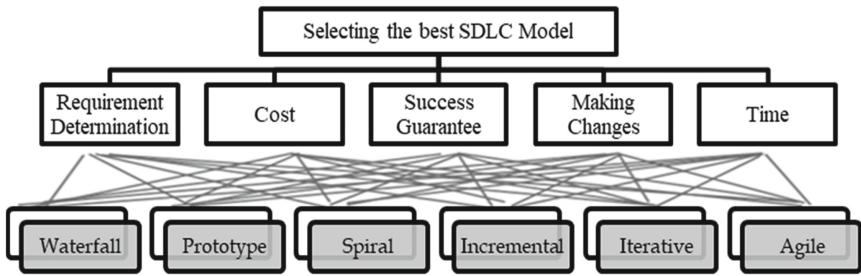 Selecting the best SDLC Model
Requirement
Determination
Cost
Success
Guarantee
Making
Changes
Time
Waterfall
Prototype
Spiral
Incremental
Iterative
Agile